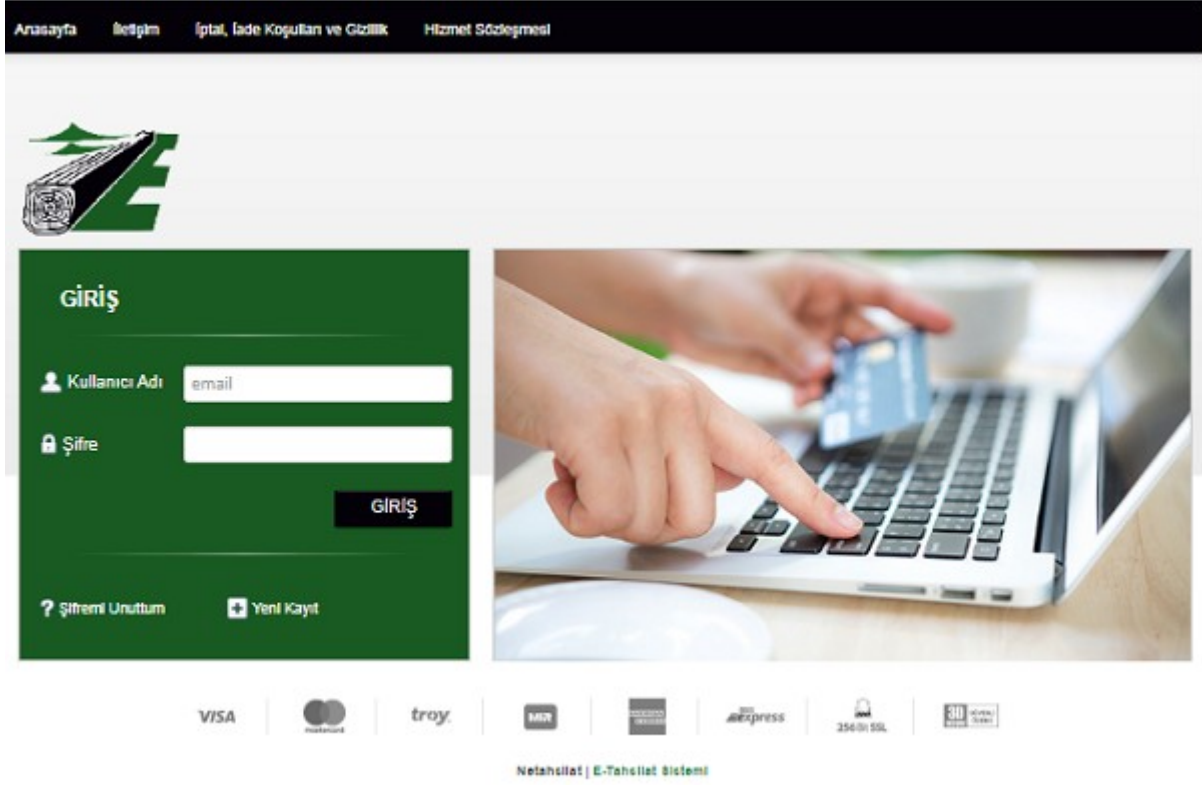 Anasayfa İletişim İptal, İade Koşulları ve Gizlilik Hizmet Sözleşmesi
GİRİŞ
Kullanıcı Adı email
Şifre
GİRİŞ
? Şifremi Unuttum Yeni Kayıt
VISA mastercard troy MIR express 256 Bit SSL 3D
Netahsilat | E-Tahsilat Sistemi